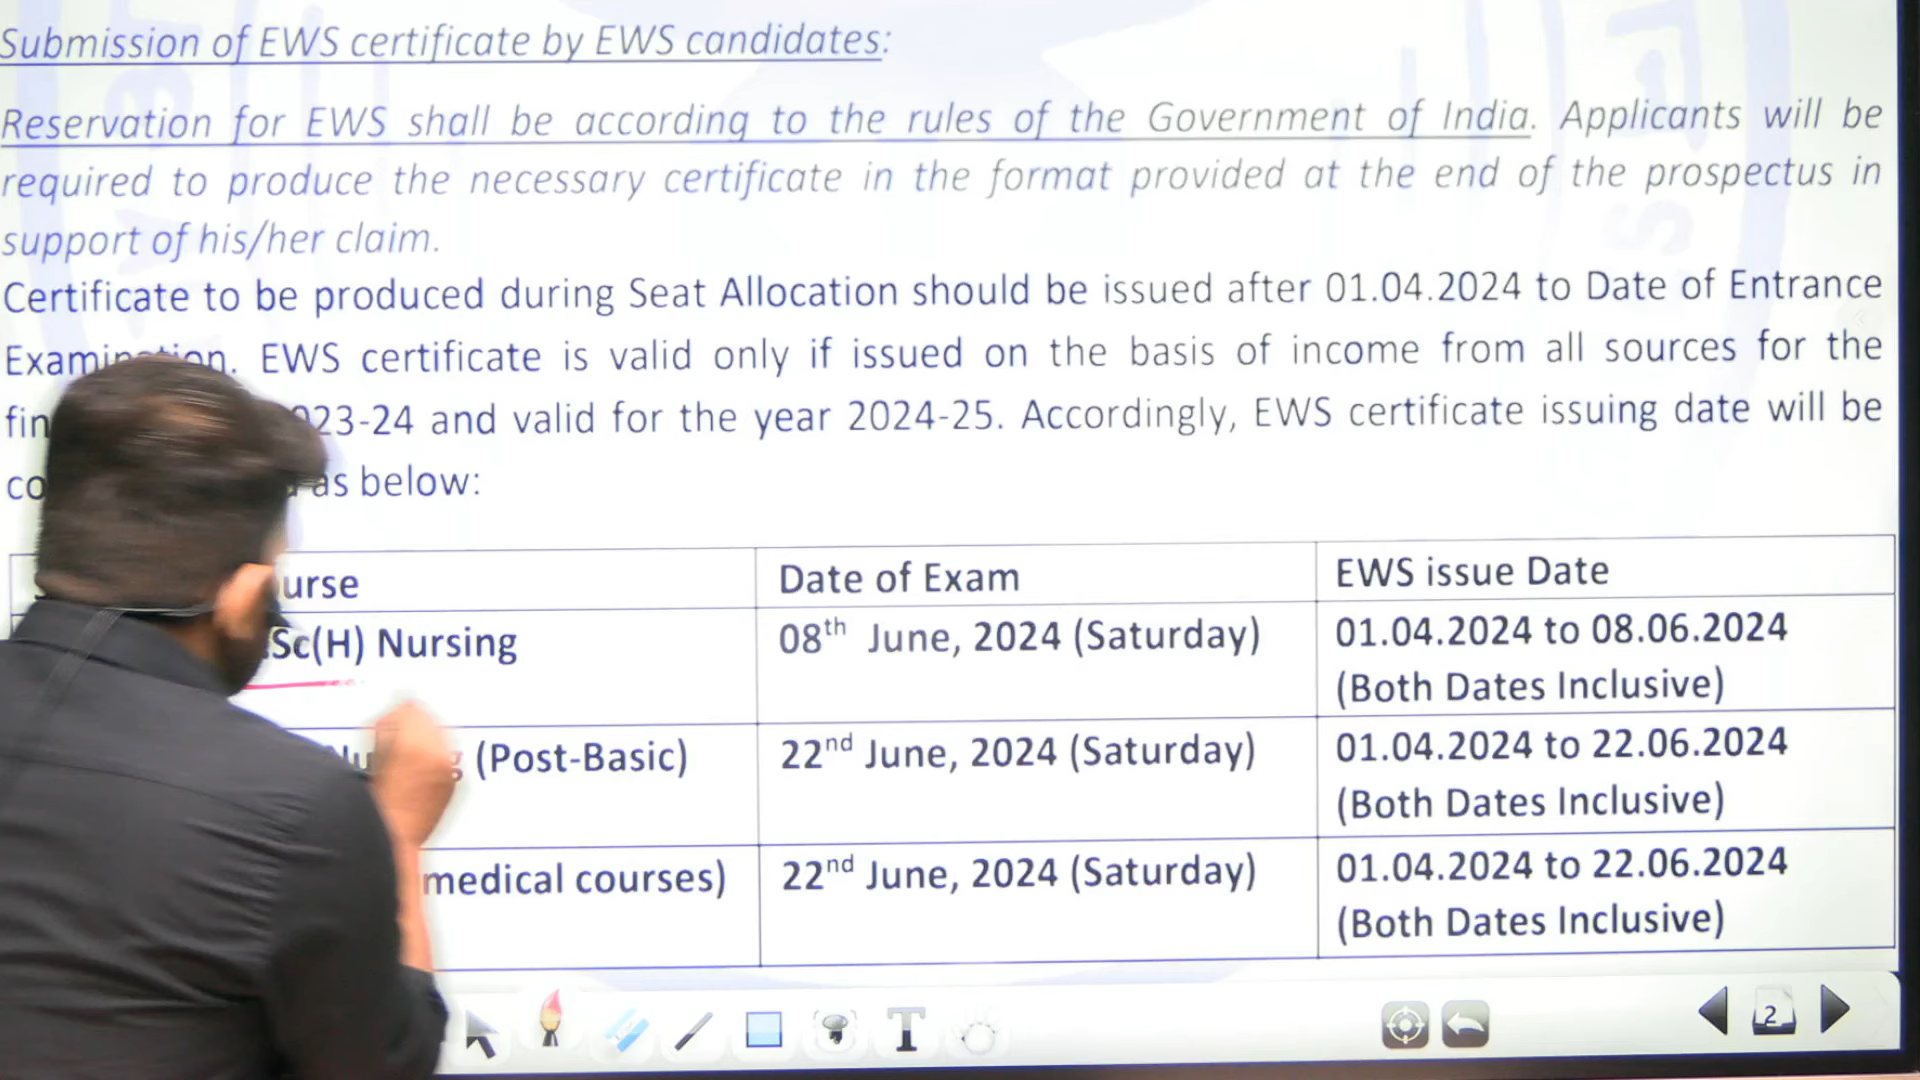 Submission of EWS certificate by EWS candidates:
Reservation for EWS shall be according to the rules of the Government of India. Applicants will be
required to produce the necessary certificate in the format provided at the end of the prospectus in
support of his/her claim.
Certificate to be produced during Seat Allocation should be issued after 01.04.2024 to Date of Entrance
Examination. EWS certificate is valid only if issued on the basis of income from all sources for the
23-24 and valid for the year 2024-25. Accordingly, EWS certificate issuing date will be
as below:
urse Date of Exam EWS issue Date
Sc(H) Nursing 08th June, 2024 (Saturday) 01.04.2024 to 08.06.2024
(Both Dates Inclusive)
(Post-Basic) 22nd June, 2024 (Saturday) 01.04.2024 to 22.06.2024
(Both Dates Inclusive)
medical courses) 22nd June, 2024 (Saturday) 01.04.2024 to 22.06.2024
(Both Dates Inclusive)
T 2